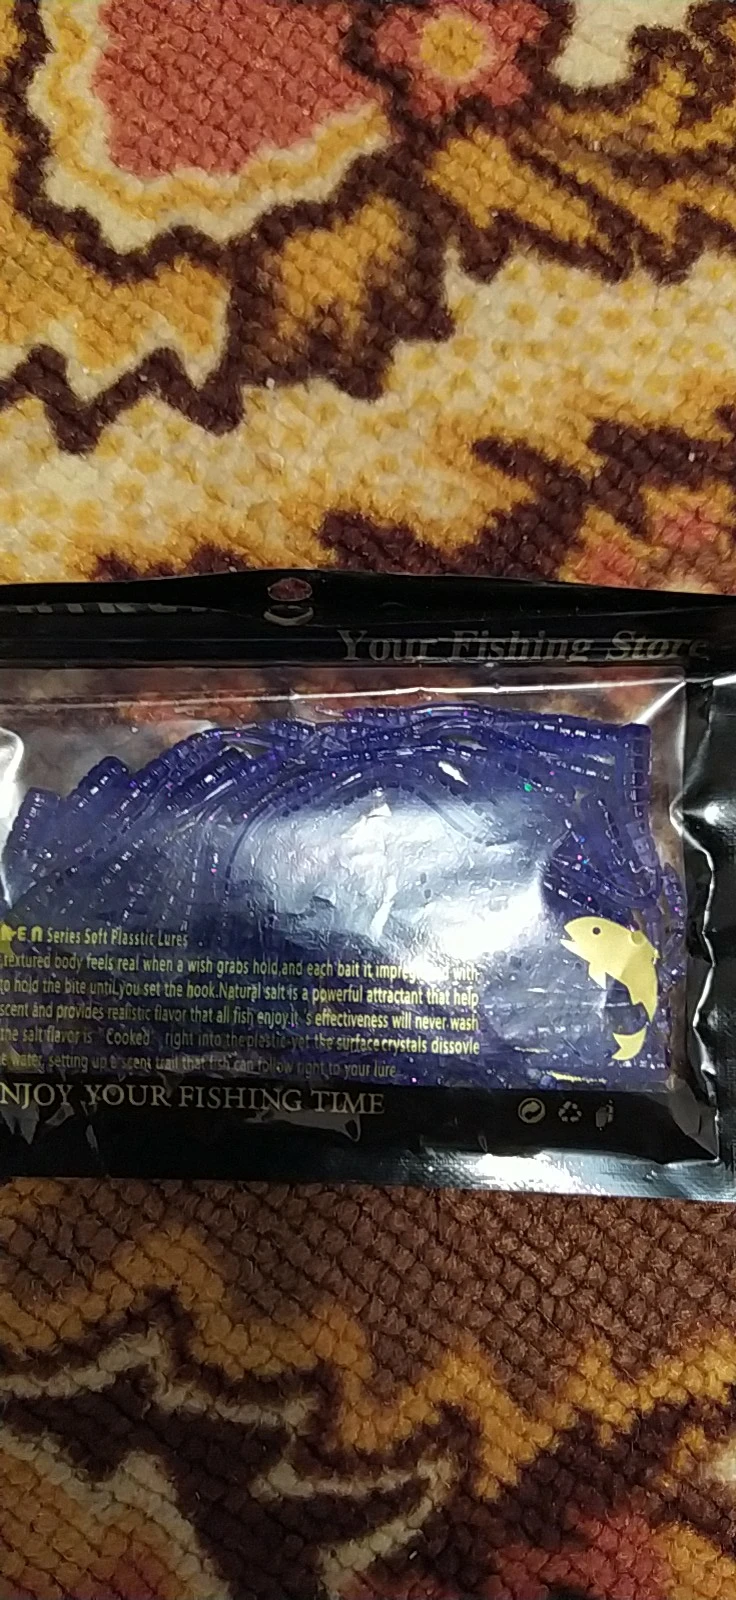 Your Fishing Store
Series Soft Plasstic Lures
textured body feels real when a wish grabs hold,and each bait it with
to hold the bite until,you set the hook.Natural salt is a powerful attractant that help
scent and provides realistic flavor that all fish enjoy.it 's effectiveness will never wash
the salt flavor is "Cooked" right into the plastic-yet the surface crystals dissovle
e water, setting up a scent trail that fish can follow right to your lure
NJOY YOUR FISHING TIME